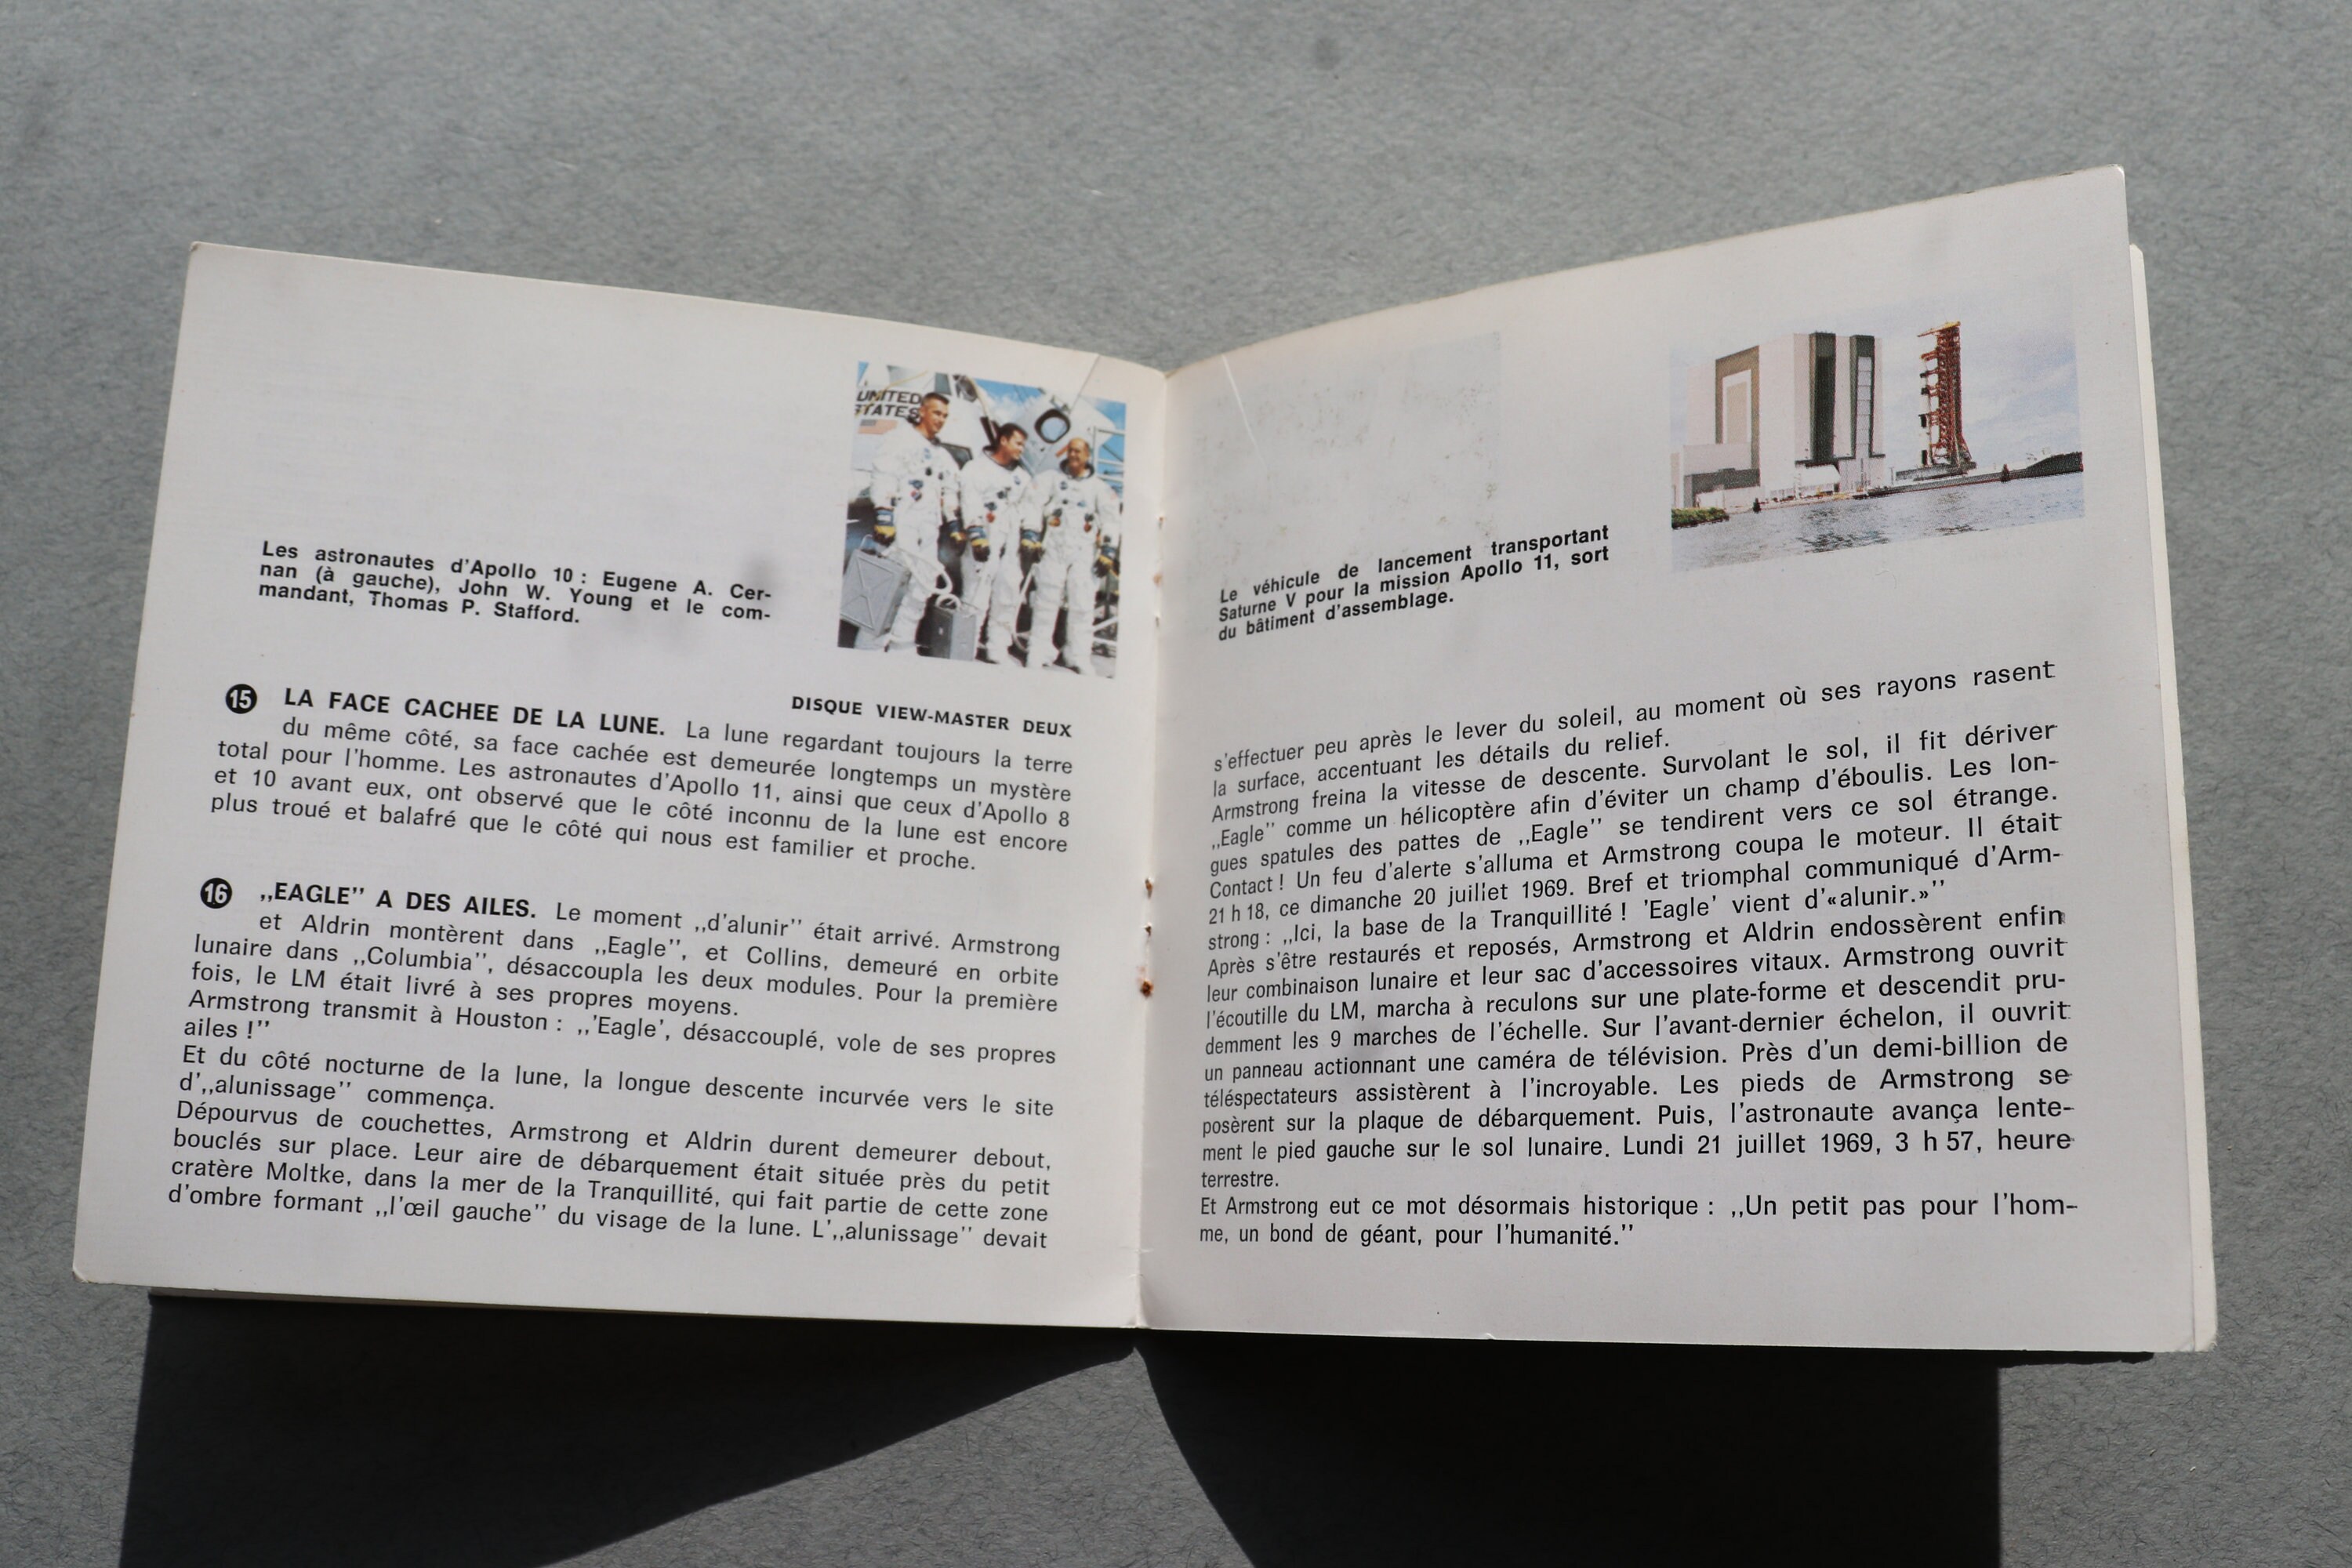 UNITED
STATES
Les astronautes d'Apollo 10 : Eugene A. Cer-
nan (à gauche), John W. Young et le com-
mandant, Thomas P. Stafford.
DISQUE VIEW-MASTER DEUX
15 LA FACE CACHEE DE LA LUNE. La lune regardant toujours la terre
du même côté, sa face cachée est demeurée longtemps un mystère
total pour l'homme. Les astronautes d'Apollo 11, ainsi que ceux d'Apollo 8
et 10 avant eux, ont observé que le côté inconnu de la lune est encore
plus troué et balafré que le côté qui nous est familier et proche.
16 ,,EAGLE'' A DES AILES. Le moment ,,d'alunir'' était arrivé. Armstrong
et Aldrin montèrent dans ,,Eagle'', et Collins, demeuré en orbite
lunaire dans ,,Columbia'', désaccoupla les deux modules. Pour la première
fois, le LM était livré à ses propres moyens.
Armstrong transmit à Houston : ,,'Eagle', désaccouplé, vole de ses propres
ailes !''
Et du côté nocturne de la lune, la longue descente incurvée vers le site
d',,alunissage'' commença.
Dépourvus de couchettes, Armstrong et Aldrin durent demeurer debout,
bouclés sur place. Leur aire de débarquement était située près du petit
cratère Moltke, dans la mer de la Tranquillité, qui fait partie de cette zone
d'ombre formant ,,l'œil gauche'' du visage de la lune. L',,alunissage'' devait
Le véhicule de lancement transportant
Saturne V pour la mission Apollo 11, sort
du bâtiment d'assemblage.
s'effectuer peu après le lever du soleil, au moment où ses rayons rasent
la surface, accentuant les détails du relief.
Armstrong freina la vitesse de descente. Survolant le sol, il fit dériver
,,Eagle'' comme un hélicoptère afin d'éviter un champ d'éboulis. Les lon-
gues spatules des pattes de ,,Eagle'' se tendirent vers ce sol étrange.
Contact ! Un feu d'alerte s'alluma et Armstrong coupa le moteur. Il était
21 h 18, ce dimanche 20 juillet 1969. Bref et triomphal communiqué d'Arm-
strong : ,,Ici, la base de la Tranquillité ! 'Eagle' vient d'«alunir.»''
Après s'être restaurés et reposés, Armstrong et Aldrin endossèrent enfin
leur combinaison lunaire et leur sac d'accessoires vitaux. Armstrong ouvrit
l'écoutille du LM, marcha à reculons sur une plate-forme et descendit pru-
demment les 9 marches de l'échelle. Sur l'avant-dernier échelon, il ouvrit
un panneau actionnant une caméra de télévision. Près d'un demi-billion de
téléspectateurs assistèrent à l'incroyable. Les pieds de Armstrong se
posèrent sur la plaque de débarquement. Puis, l'astronaute avança lente-
ment le pied gauche sur le sol lunaire. Lundi 21 juillet 1969, 3 h 57, heure
terrestre.
Et Armstrong eut ce mot désormais historique : ,,Un petit pas pour l'hom-
me, un bond de géant, pour l'humanité.''